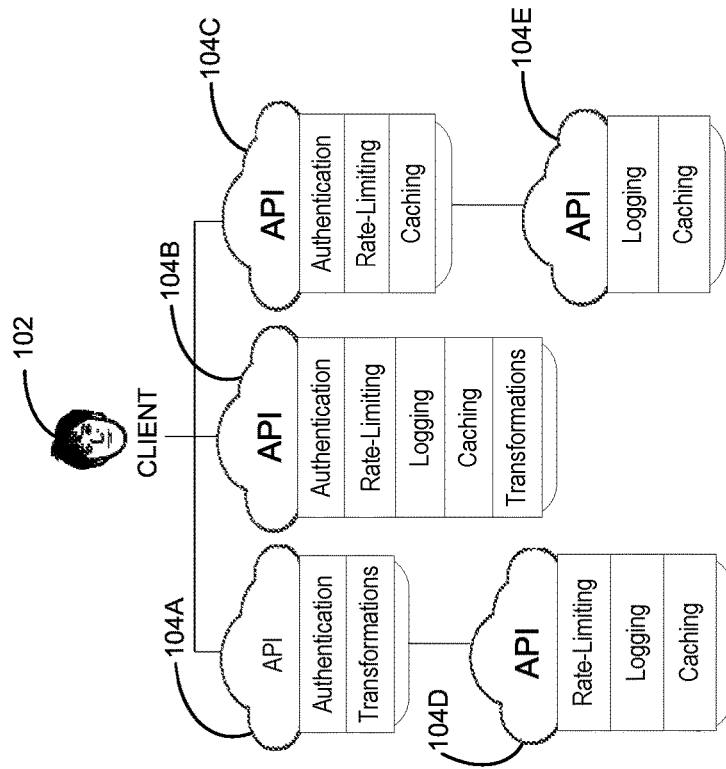 102
CLIENT
104A
API
Authentication
Transformations
104B
API
Authentication
Rate-Limiting
Logging
Caching
Transformations
104C
API
Authentication
Rate-Limiting
Caching
104D
API
Rate-Limiting
Logging
Caching
104E
API
Logging
Caching